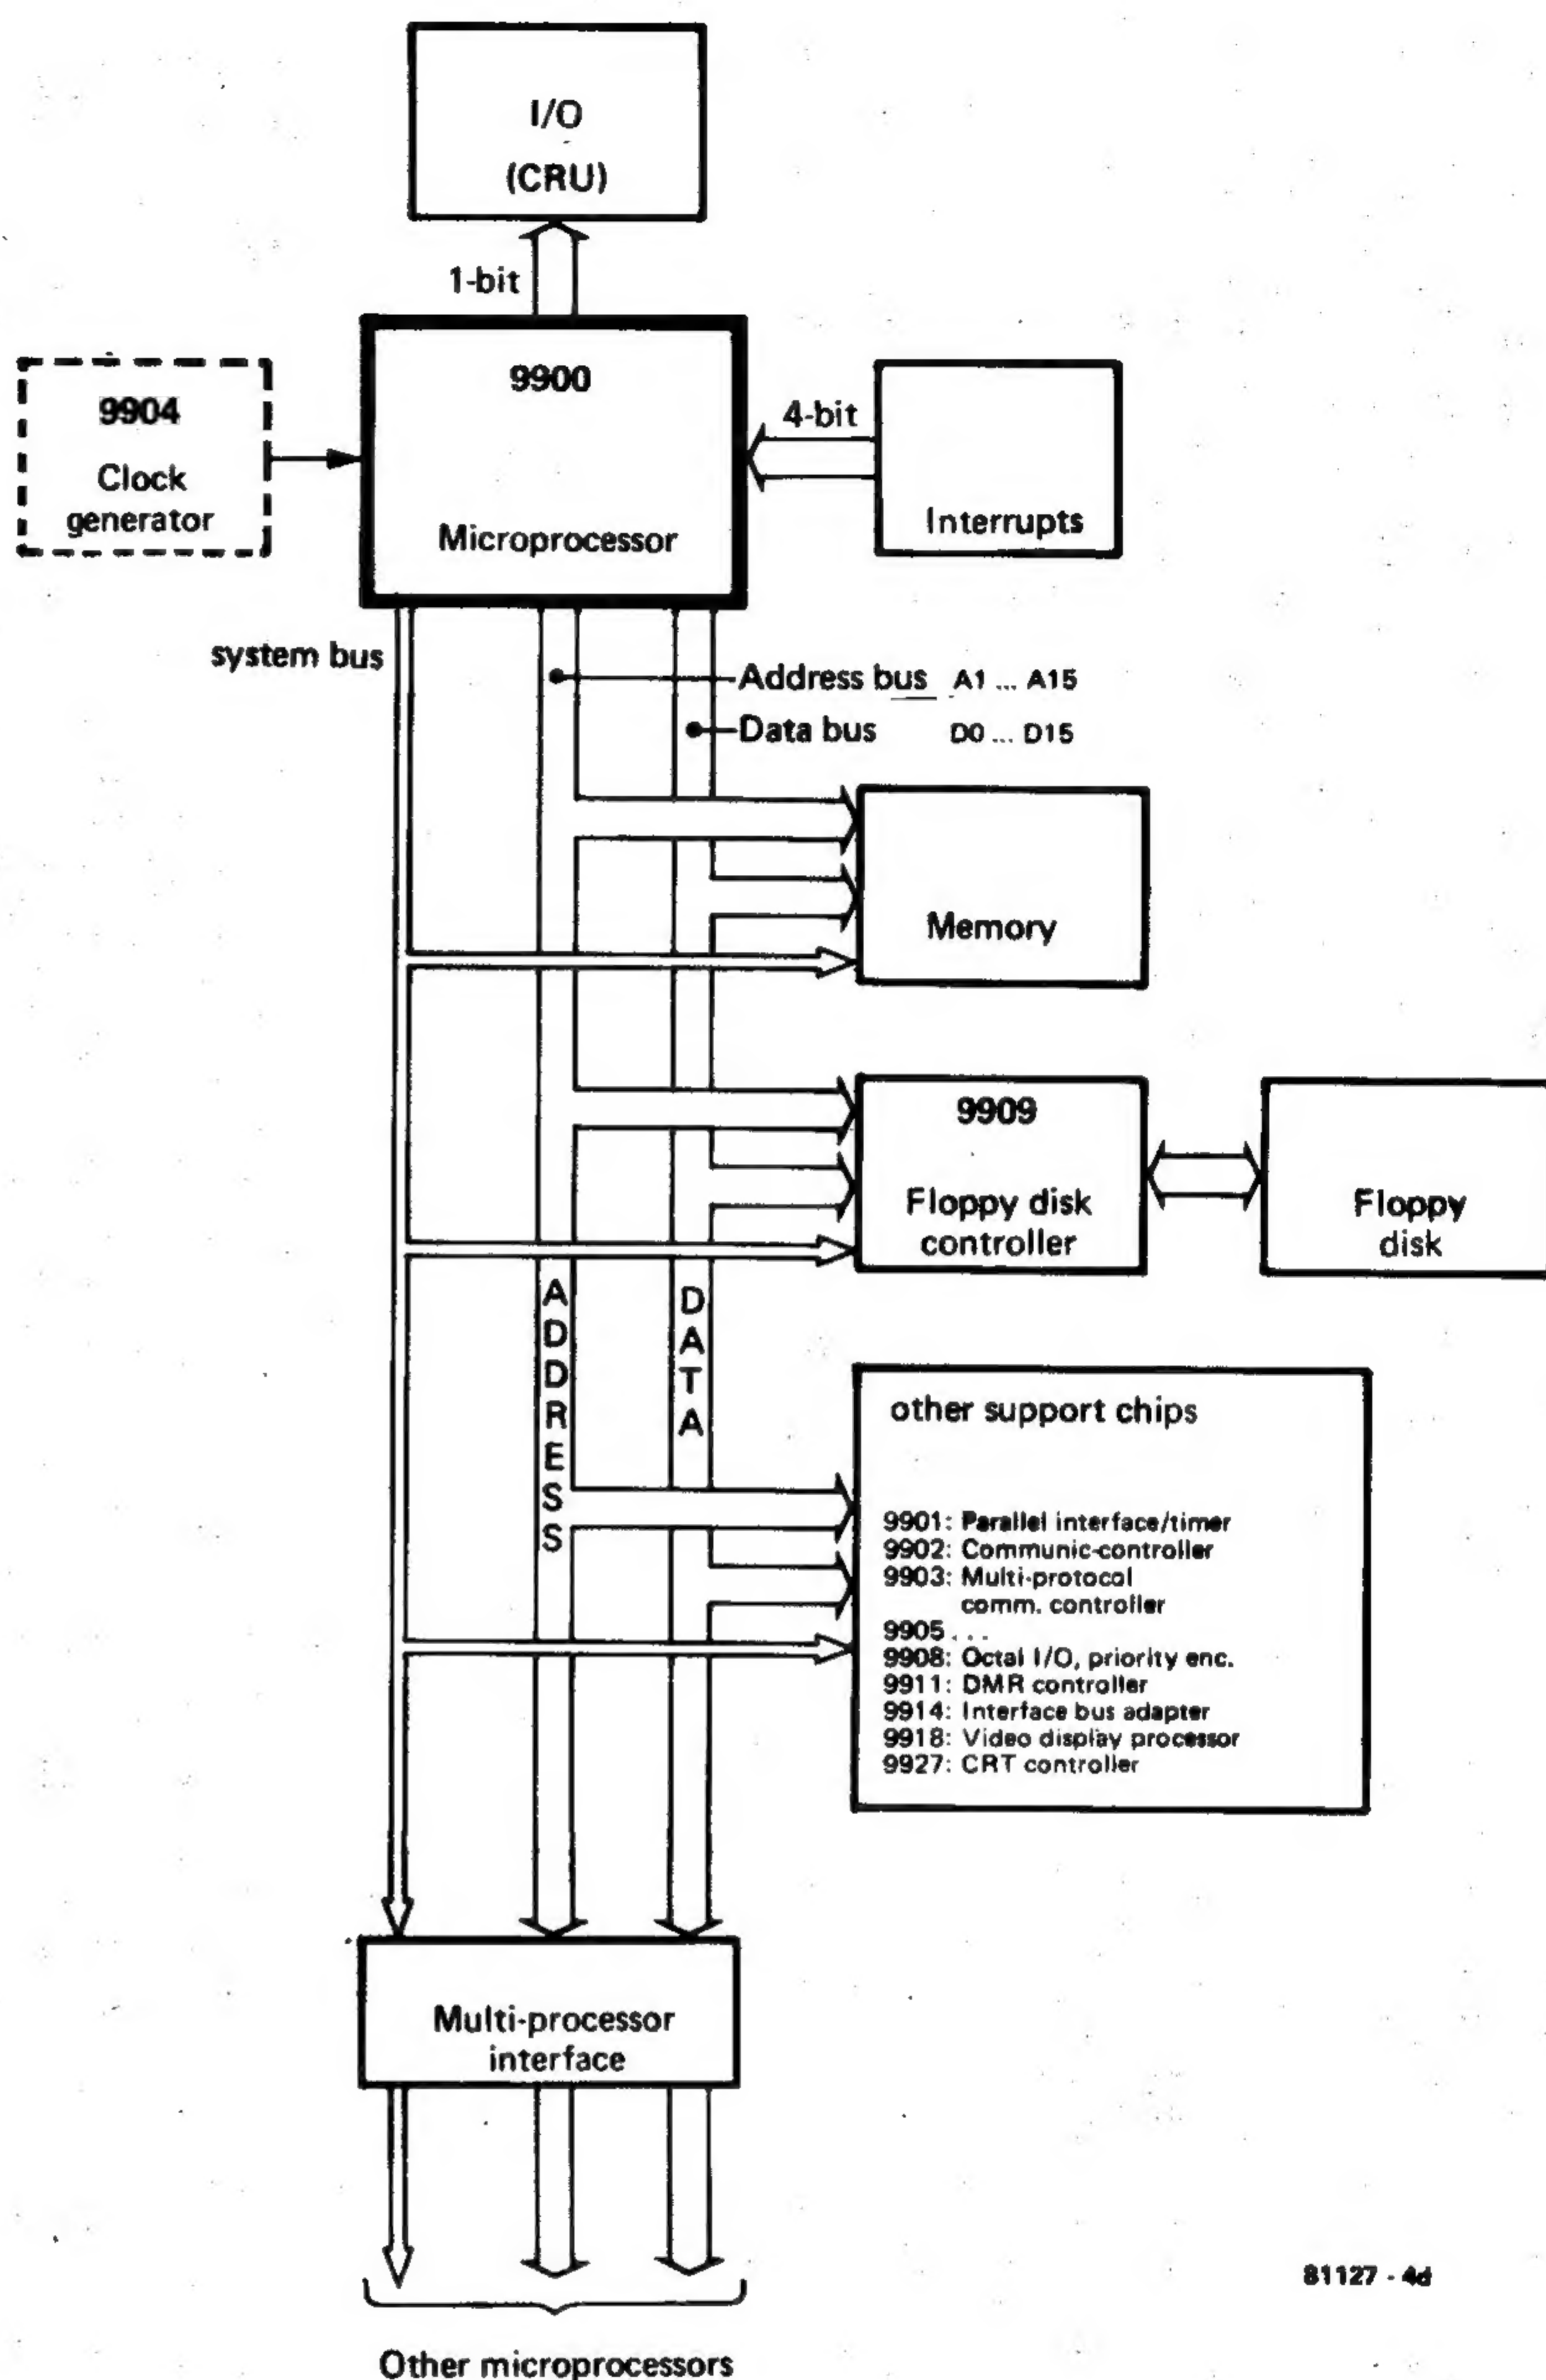 I/O
(CRU)
1-bit
9900
Microprocessor
9904
Clock
generator
4-bit
Interrupts
system bus
Address bus A1 ... A15
Data bus D0 ... D15
Memory
9909
Floppy disk
controller
Floppy
disk
ADDRESS
DATA
other support chips
9901: Parallel interface/timer
9902: Communic-controller
9903: Multi-protocol
comm. controller
9905 ...
9908: Octal I/O, priority enc.
9911: DMR controller
9914: Interface bus adapter
9918: Video display processor
9927: CRT controller
Multi-processor
interface
81127 - 4d
Other microprocessors